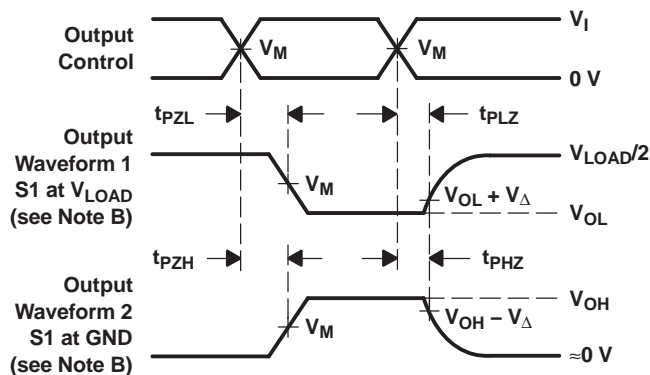 Output
Control
V_M
V_M
V_I
0 V
t_PZL
t_PLZ
Output
Waveform 1
S1 at V_LOAD
(see Note B)
V_M
V_LOAD/2
V_OL + V_Δ
V_OL
t_PZH
t_PHZ
Output
Waveform 2
S1 at GND
(see Note B)
V_M
V_OH
V_OH − V_Δ
≈0 V